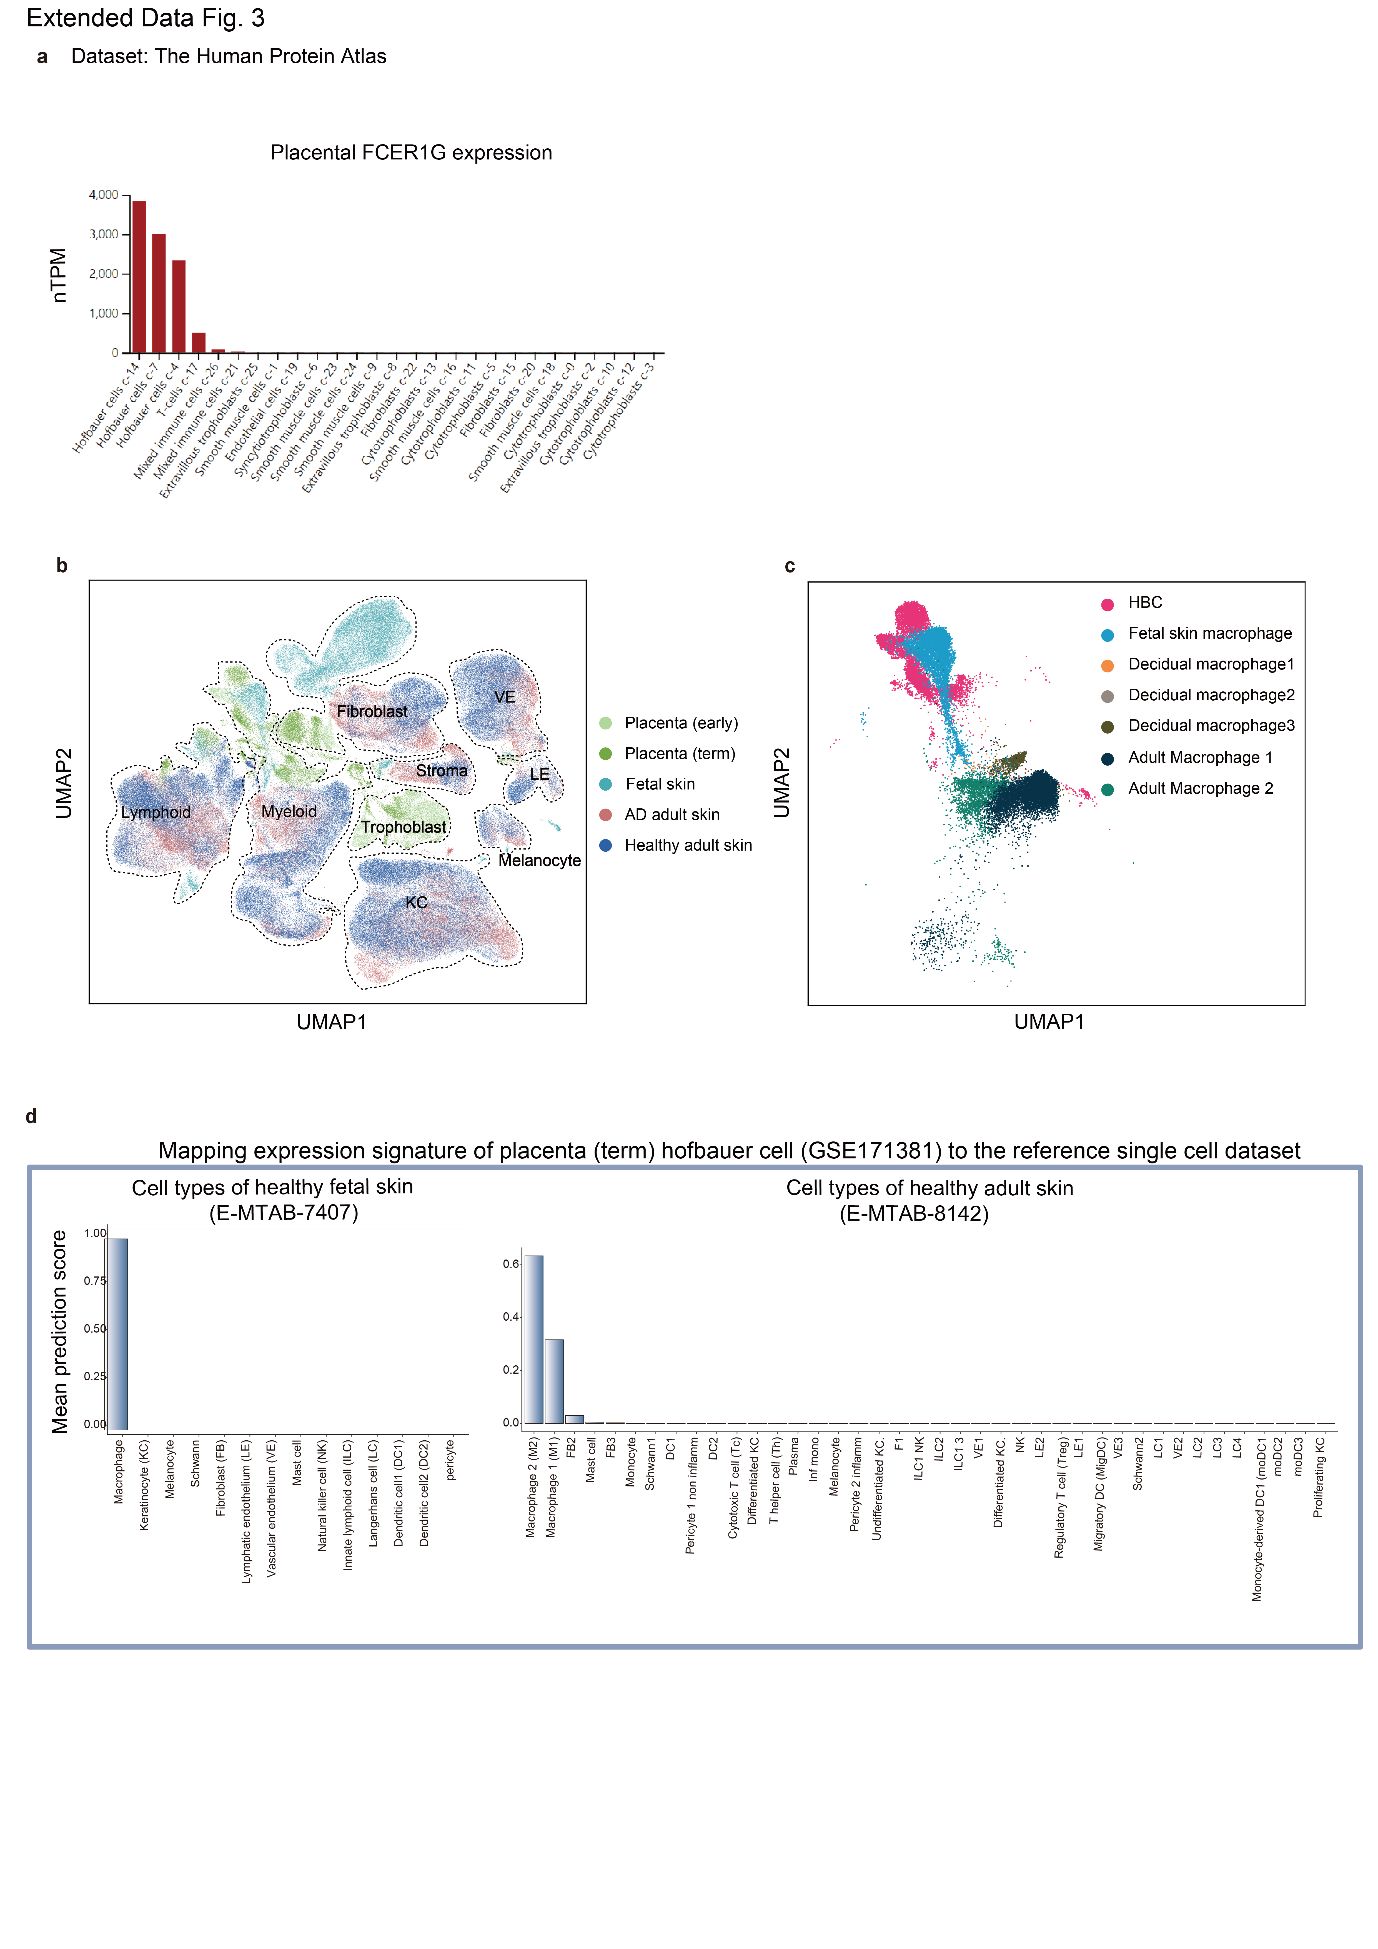 Extended Data Fig. 3
a Dataset: The Human Protein Atlas
Placental FCER1G expression
nTPM
4,000
3,000
2,000
1,000
0
Hofbauer cells c-14
Hofbauer cells c-7
Hofbauer cells c-4
T-cells c-17
Mixed immune cells c-26
Mixed immune cells c-21
Extravillous trophoblasts c-25
Smooth muscle cells c-1
Endothelial cells c-19
Syncytiotrophoblasts c-6
Smooth muscle cells c-23
Smooth muscle cells c-24
Smooth muscle cells c-9
Extravillous trophoblasts c-8
Fibroblasts c-22
Cytotrophoblasts c-13
Smooth muscle cells c-16
Cytotrophoblasts c-11
Cytotrophoblasts c-5
Fibroblasts c-15
Fibroblasts c-20
Smooth muscle cells c-18
Cytotrophoblasts c-0
Extravillous trophoblasts c-2
Cytotrophoblasts c-10
Cytotrophoblasts c-12
Cytotrophoblasts c-3
b
UMAP2
UMAP1
Fibroblast
VE
Stroma
LE
Lymphoid
Myeloid
Trophoblast
Melanocyte
KC
Placenta (early)
Placenta (term)
Fetal skin
AD adult skin
Healthy adult skin
c
UMAP2
UMAP1
HBC
Fetal skin macrophage
Decidual macrophage1
Decidual macrophage2
Decidual macrophage3
Adult Macrophage 1
Adult Macrophage 2
d
Mapping expression signature of placenta (term) hofbauer cell (GSE171381) to the reference single cell dataset
Cell types of healthy fetal skin
(E-MTAB-7407)
Mean prediction score
1.00
0.75
0.50
0.25
0.00
Macrophage
Keratinocyte (KC)
Melanocyte
Schwann
Fibroblast (FB)
Lymphatic endothelium (LE)
Vascular endothelium (VE)
Mast cell
Natural killer cell (NK)
Innate lymphoid cell (ILC)
Langerhans cell (LC)
Dendritic cell1 (DC1)
Dendritic cell2 (DC2)
pericyte
Cell types of healthy adult skin
(E-MTAB-8142)
0.6
0.4
0.2
0.0
Macrophage 2 (M2)
Macrophage 1 (M1)
FB2
Mast cell
FB3
Monocyte
Schwann1
DC1
Pericyte 1 non inflamm
DC2
Cytotoxic T cell (Tc)
Differentiated KC
T helper cell (Th)
Plasma
Inf mono
Melanocyte
Pericyte 2 inflamm
Undifferentiated KC.
F1
ILC1 NK
ILC2
ILC1 3
VE1
Differentiated KC.
NK
LE2
Regulatory T cell (Treg)
LE1
Migratory DC (MigDC)
VE3
Schwann2
LC1
VE2
LC2
LC3
LC4
Monocyte-derived DC1 (moDC1
moDC2
moDC3
Proliferating KC